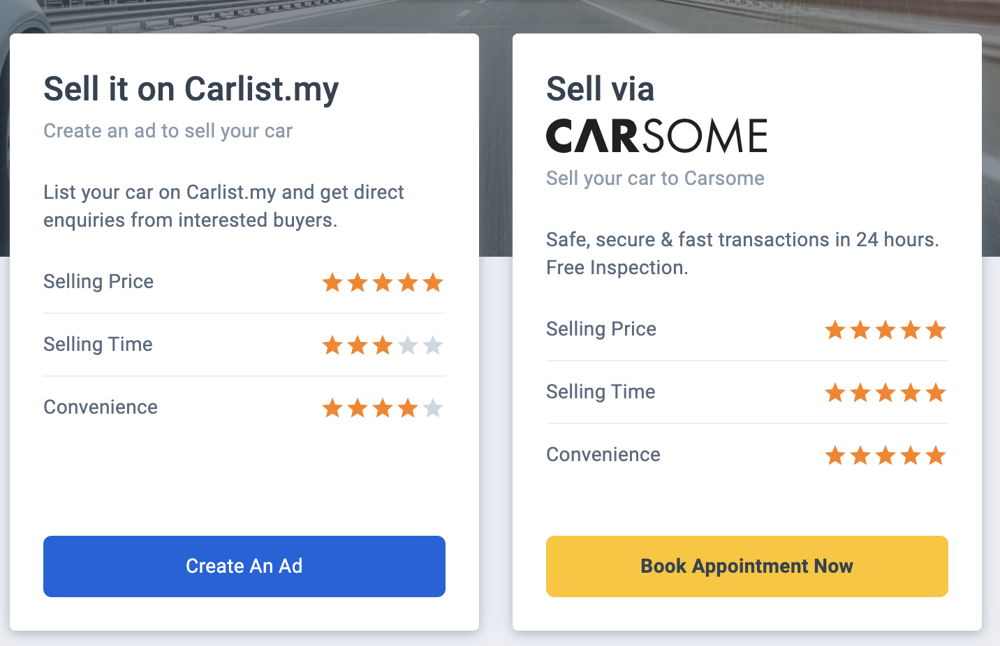 Sell it on Carlist.my
Create an ad to sell your car
List your car on Carlist.my and get direct
enquiries from interested buyers.
Selling Price
Selling Time
Convenience
Create An Ad
Sell via
CARSOME
Sell your car to Carsome
Safe, secure & fast transactions in 24 hours.
Free Inspection.
Selling Price
Selling Time
Convenience
Book Appointment Now